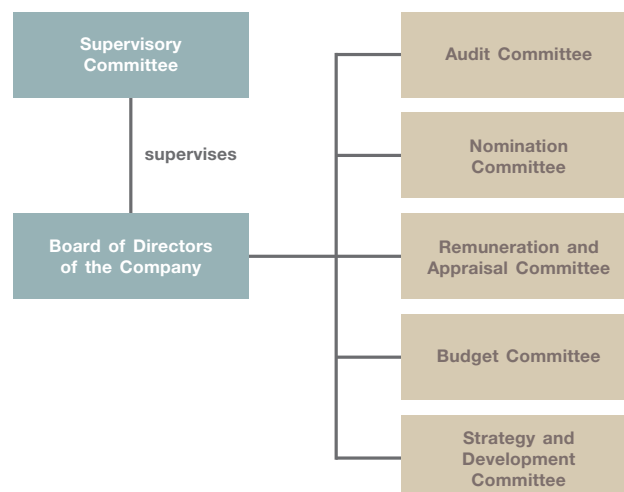 Supervisory
Committee
supervises
Board of Directors
of the Company
Audit Committee
Nomination
Committee
Remuneration and
Appraisal Committee
Budget Committee
Strategy and
Development
Committee